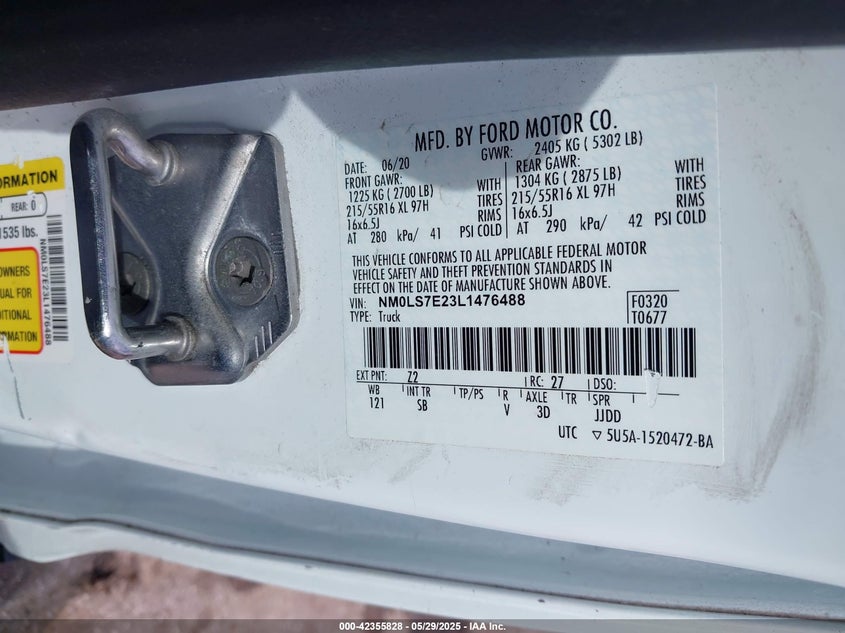 ORMATION
REAR: 0
1535 lbs.
OWNERS
UAL FOR
ITIONAL
RMATION
NM0LS7E23L1476488
MFD. BY FORD MOTOR CO.
DATE: 06/20 GVWR: 2405 KG ( 5302 LB)
FRONT GAWR: WITH REAR GAWR: WITH
1225 KG ( 2700 LB) TIRES 1304 KG ( 2875 LB) TIRES
215/55R16 XL 97H RIMS 215/55R16 XL 97H RIMS
16x6.5J 16x6.5J
AT 280 kPa/ 41 PSI COLD AT 290 kPa/ 42 PSI COLD
THIS VEHICLE CONFORMS TO ALL APPLICABLE FEDERAL MOTOR
VEHICLE SAFETY AND THEFT PREVENTION STANDARDS IN
EFFECT ON THE DATE OF MANUFACTURE SHOWN ABOVE.
VIN: NM0LS7E23L1476488 F0320
TYPE: Truck T0677
EXT PNT: Z2 RC: 27 DSO:
WB INT TR TP/PS R AXLE TR SPR
121 SB V 3D JJDD
UTC ▽ 5U5A-1520472-BA
000-42355828 - 05/29/2025 - IAA Inc.